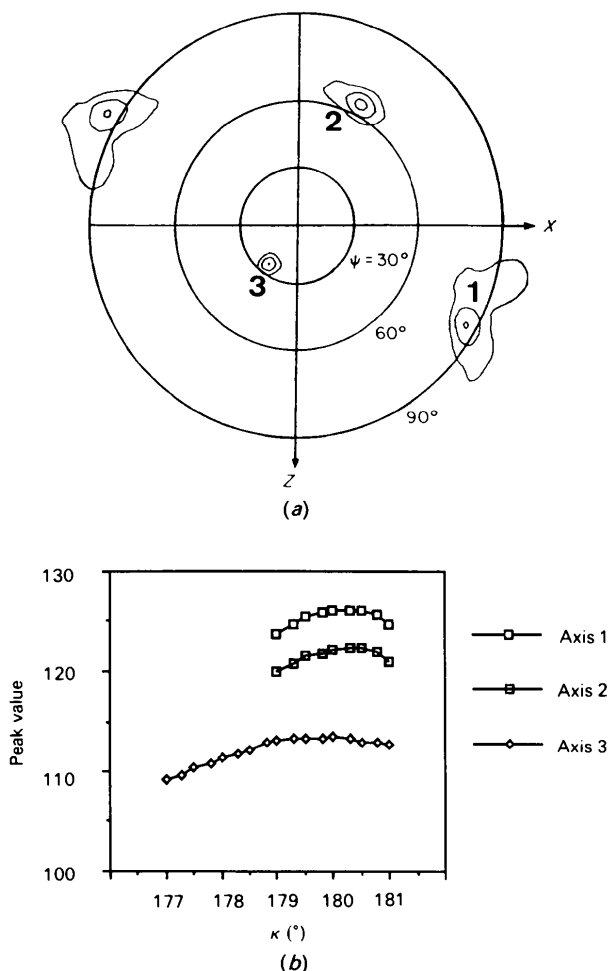 X
2
3
1
ψ = 30°
60°
90°
Z
(a)
130
120
110
100
Peak value
177 178 179 180 181
κ (°)
Axis 1
Axis 2
Axis 3
(b)